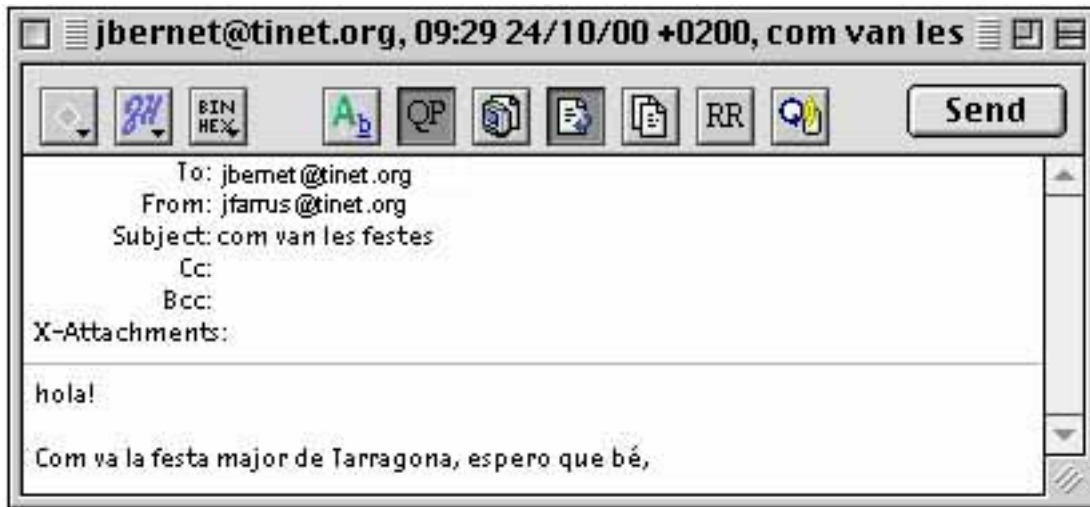 jbernet@tinet.org, 09:29 24/10/00 +0200, com van les
BIN
HEX
Ab
QP
RR
Send
To: jbernet@tinet.org
From: jfarrus@tinet.org
Subject: com van les festes
Cc:
Bcc:
X-Attachments:
hola!
Com va la festa major de Tarragona, espero que bé,